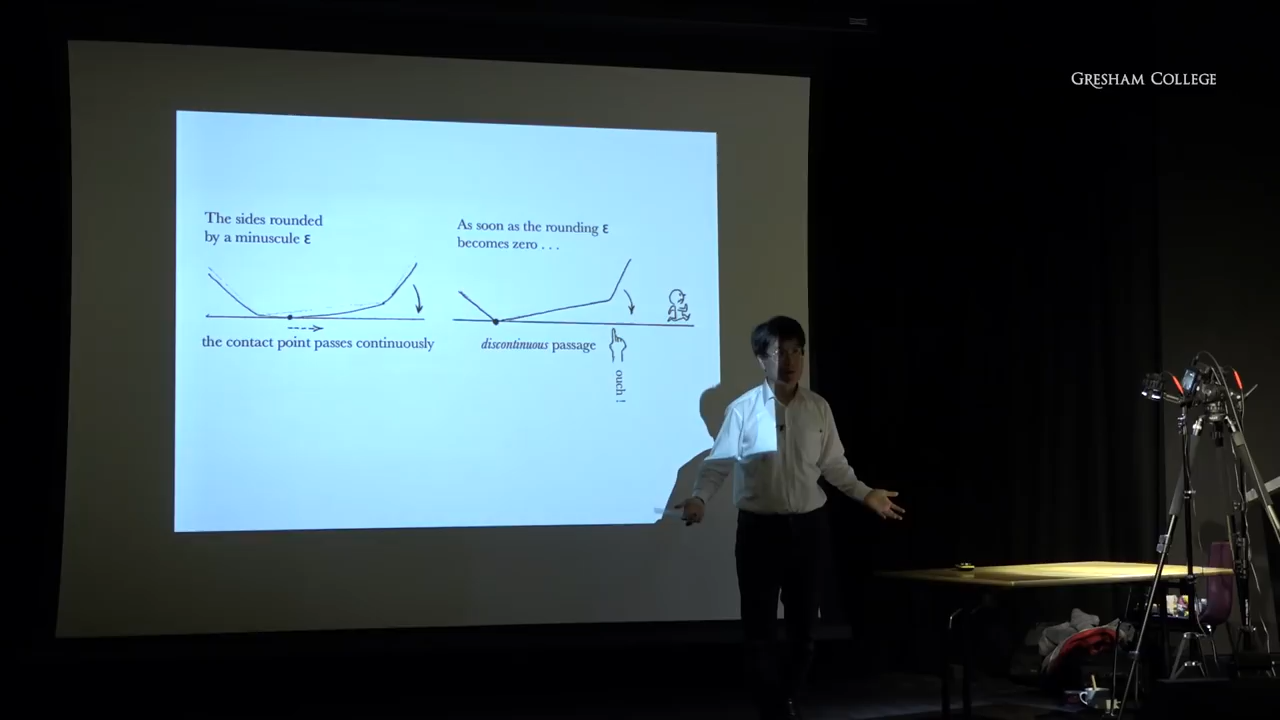 GRESHAM COLLEGE
The sides rounded
by a minuscule ε
As soon as the rounding ε
becomes zero . . .
the contact point passes continuously
discontinuous passage
ouch !